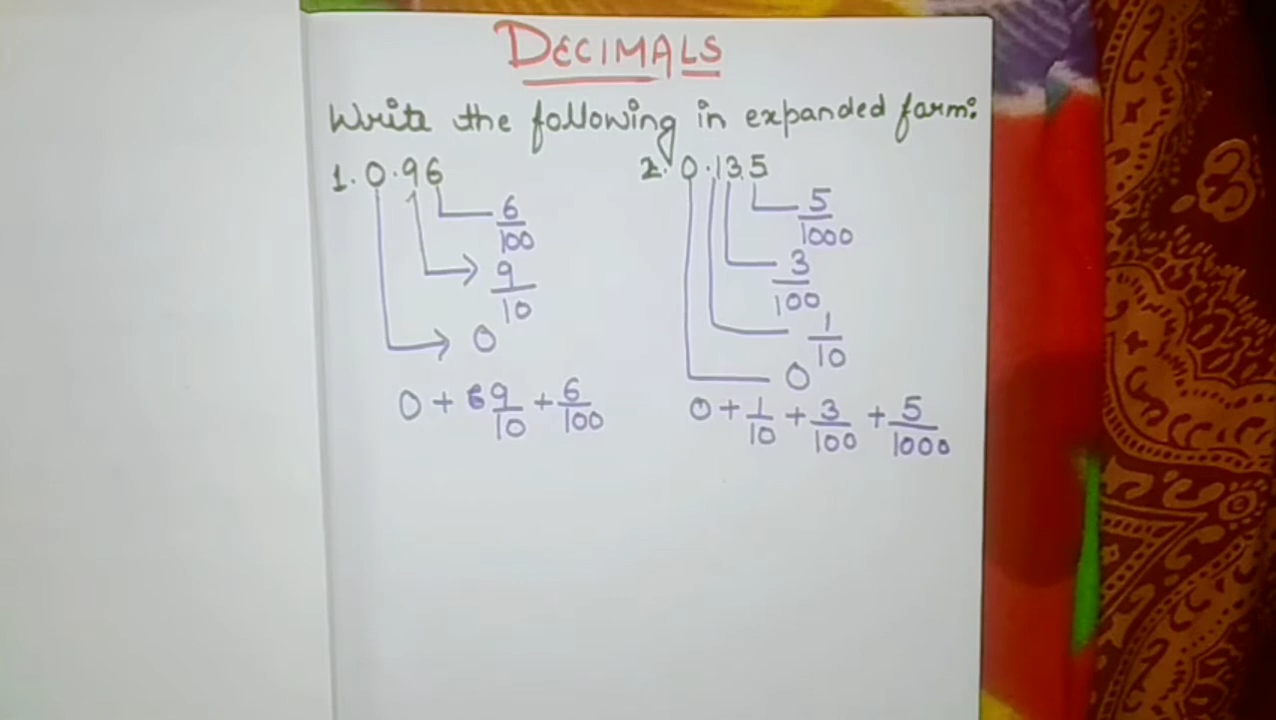 DECIMALS
Write the following in expanded form:
1. 0.96
6/100
9/10
0
0 + 9/10 + 6/100
2. 0.135
5/1000
3/100
1/10
0
0 + 1/10 + 3/100 + 5/1000